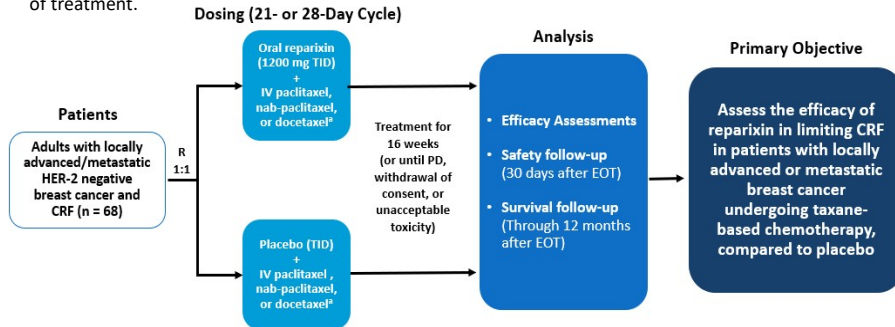 of treatment.
Dosing (21- or 28-Day Cycle)
Oral reparixin
(1200 mg TID)
+
IV paclitaxel,
nab-paclitaxel,
or docetaxelᵃ
Analysis
Primary Objective
Patients
Adults with locally
advanced/metastatic
HER-2 negative
breast cancer and
CRF (n = 68)
R
1:1
Treatment for
16 weeks
(or until PD,
withdrawal of
consent, or
unacceptable
toxicity)
• Efficacy Assessments
• Safety follow-up
(30 days after EOT)
• Survival follow-up
(Through 12 months
after EOT)
Assess the efficacy of
reparixin in limiting CRF
in patients with locally
advanced or metastatic
breast cancer
undergoing taxane-
based chemotherapy,
compared to placebo
Placebo (TID)
+
IV paclitaxel ,
nab-paclitaxel,
or docetaxelᵃ